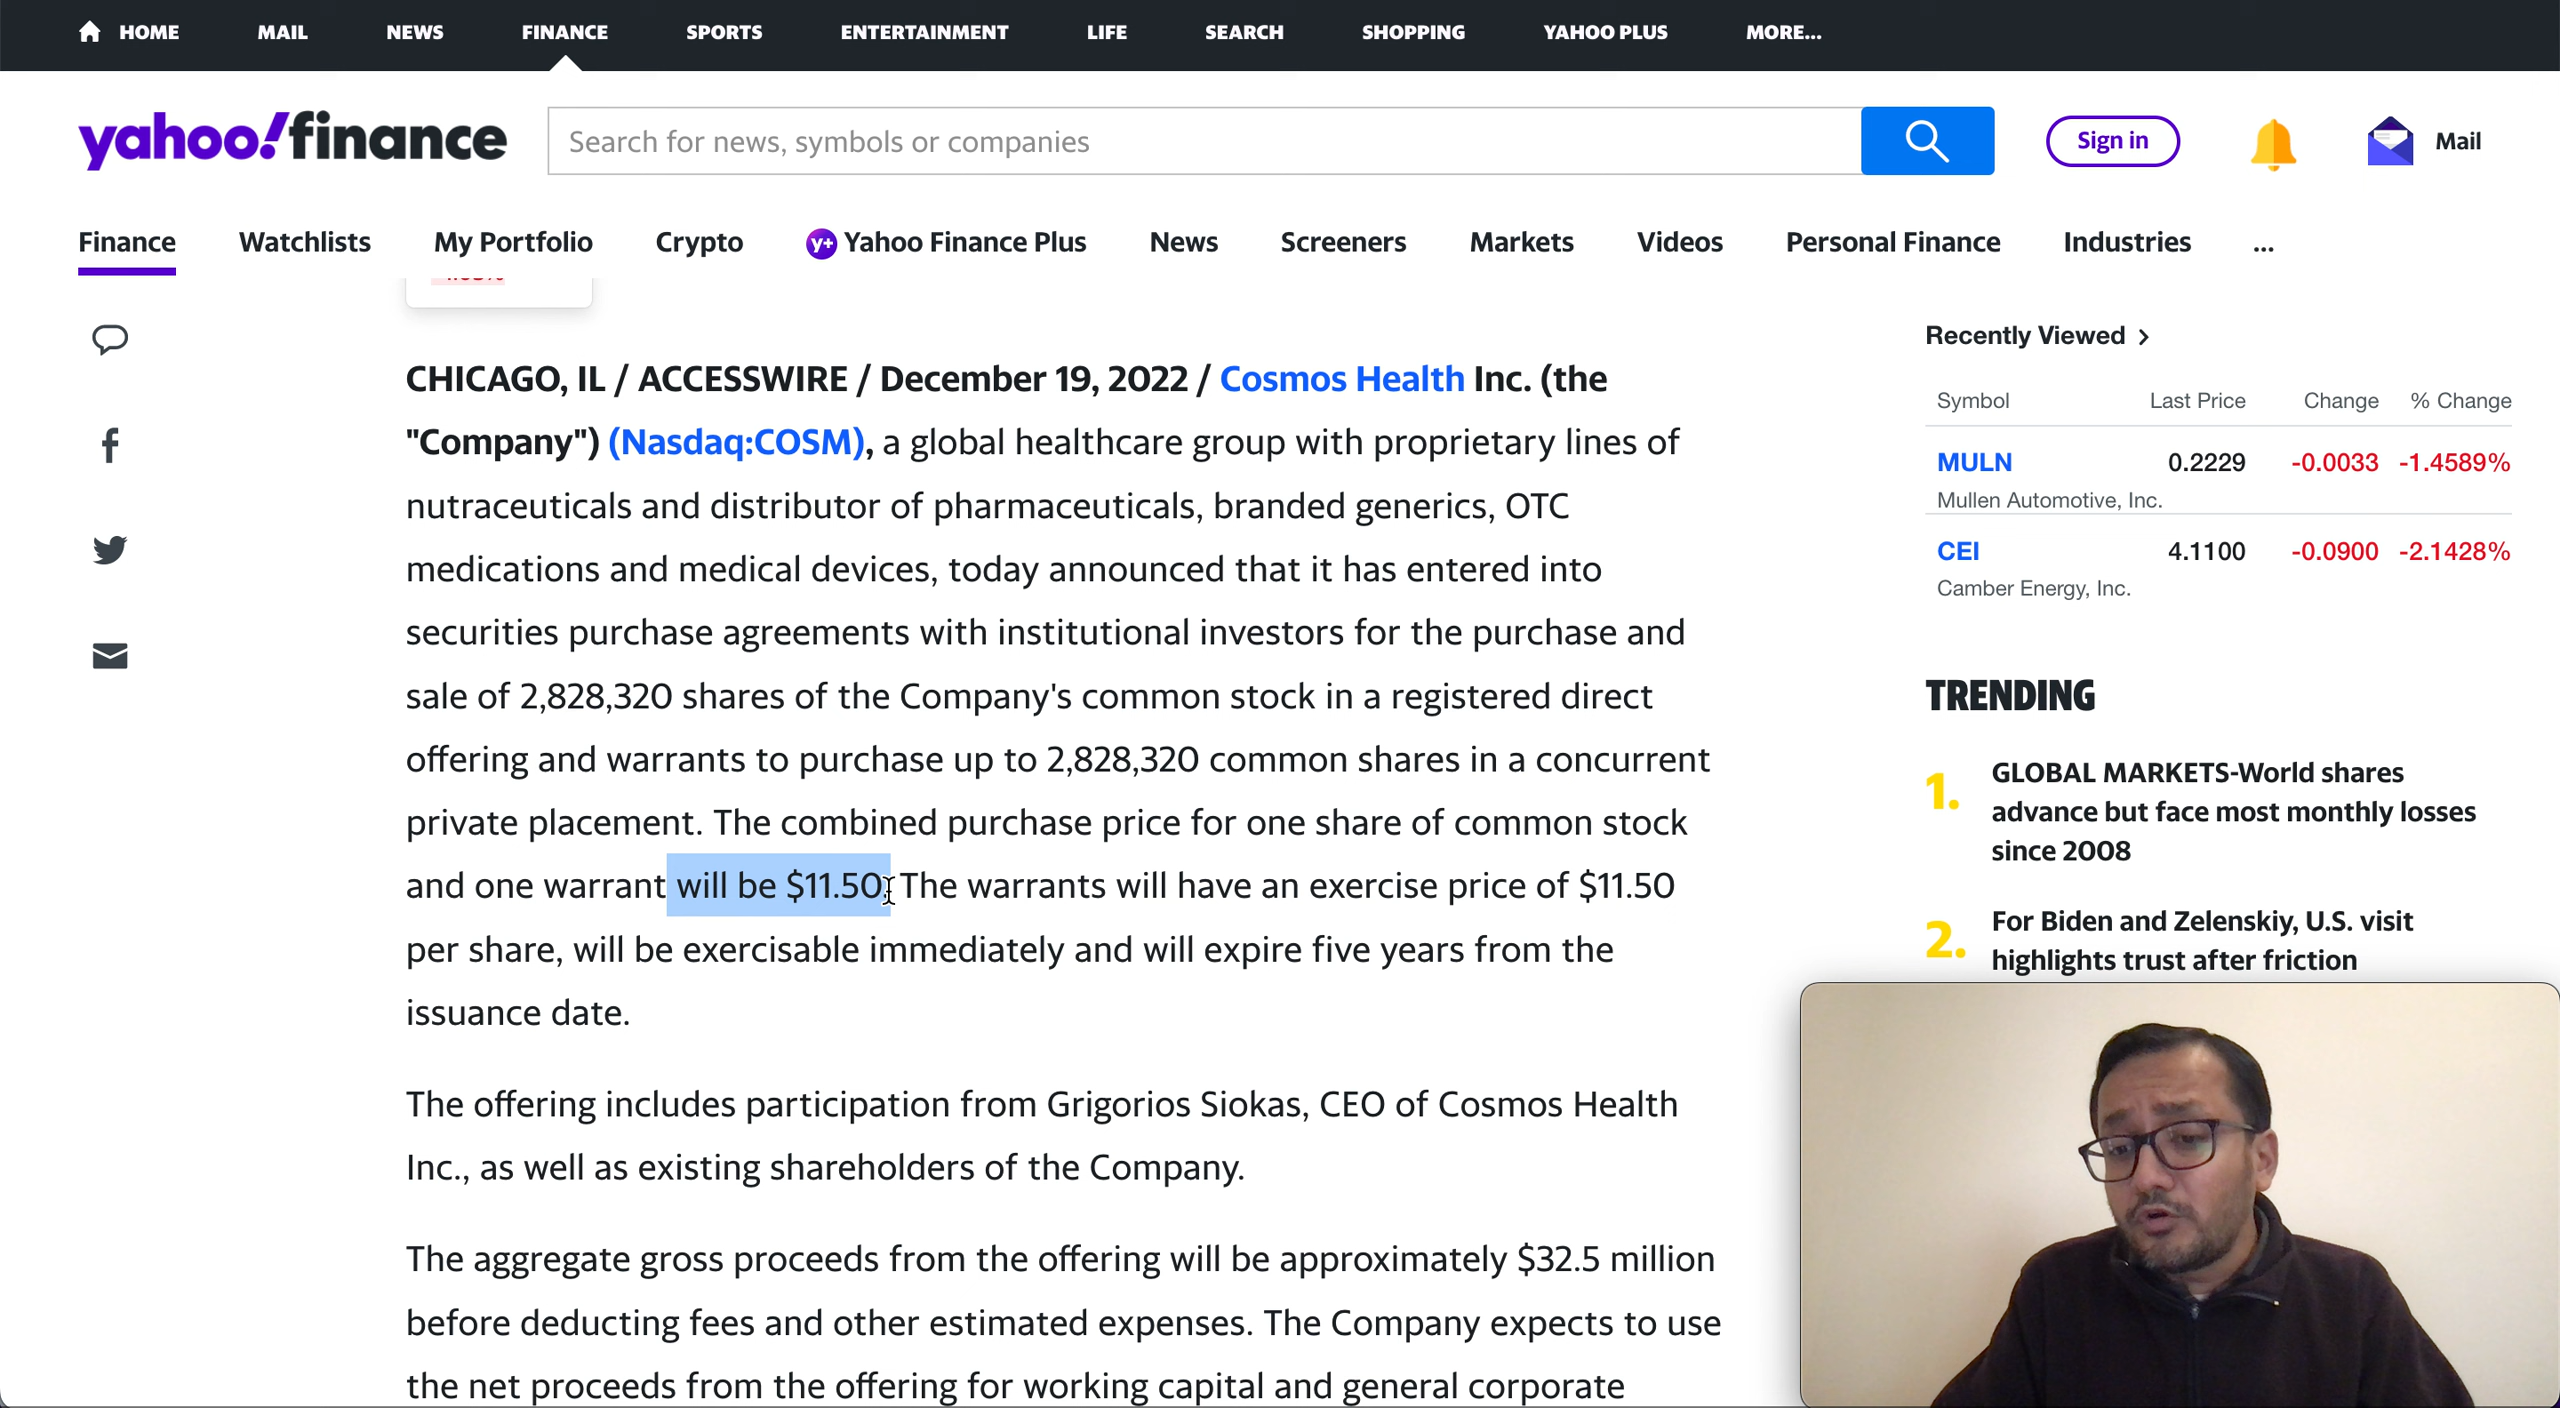 HOME MAIL NEWS FINANCE SPORTS ENTERTAINMENT LIFE SEARCH SHOPPING YAHOO PLUS MORE...
yahoo!finance
Search for news, symbols or companies
Sign in
Mail
Finance Watchlists My Portfolio Crypto y+ Yahoo Finance Plus News Screeners Markets Videos Personal Finance Industries ...
CHICAGO, IL / ACCESSWIRE / December 19, 2022 / Cosmos Health Inc. (the
"Company") (Nasdaq:COSM), a global healthcare group with proprietary lines of
nutraceuticals and distributor of pharmaceuticals, branded generics, OTC
medications and medical devices, today announced that it has entered into
securities purchase agreements with institutional investors for the purchase and
sale of 2,828,320 shares of the Company's common stock in a registered direct
offering and warrants to purchase up to 2,828,320 common shares in a concurrent
private placement. The combined purchase price for one share of common stock
and one warrant will be $11.50. The warrants will have an exercise price of $11.50
per share, will be exercisable immediately and will expire five years from the
issuance date.
The offering includes participation from Grigorios Siokas, CEO of Cosmos Health
Inc., as well as existing shareholders of the Company.
The aggregate gross proceeds from the offering will be approximately $32.5 million
before deducting fees and other estimated expenses. The Company expects to use
the net proceeds from the offering for working capital and general corporate
Recently Viewed
Symbol Last Price Change % Change
MULN 0.2229 -0.0033 -1.4589%
Mullen Automotive, Inc.
CEI 4.1100 -0.0900 -2.1428%
Camber Energy, Inc.
TRENDING
1. GLOBAL MARKETS-World shares
advance but face most monthly losses
since 2008
2. For Biden and Zelenskiy, U.S. visit
highlights trust after friction